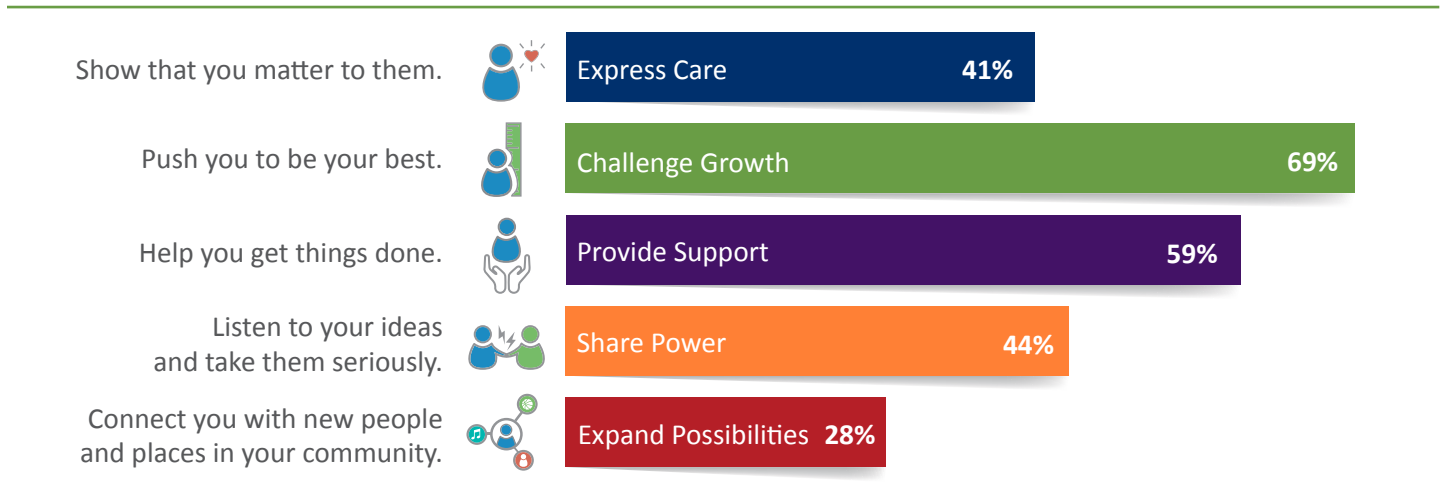 Show that you matter to them.
Express Care 41%
Push you to be your best.
Challenge Growth 69%
Help you get things done.
Provide Support 59%
Listen to your ideas
and take them seriously.
Share Power 44%
Connect you with new people
and places in your community.
Expand Possibilities 28%